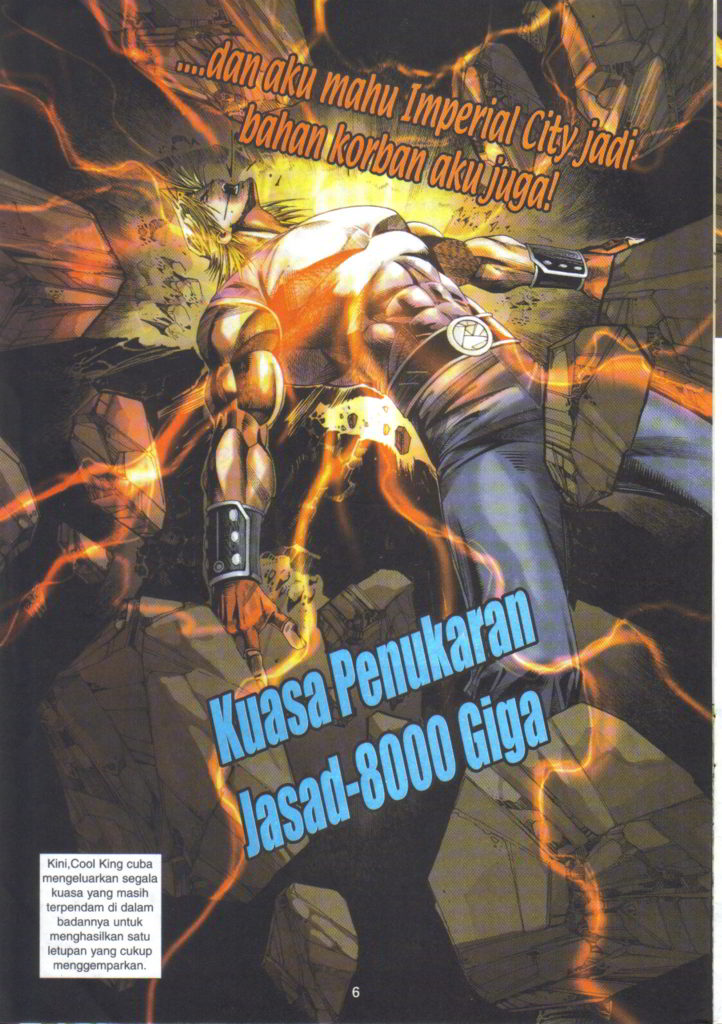 ....dan aku mahu Imperial City jadi
bahan korban aku juga!
Kuasa Penukaran
Jasad-8000 Giga
Kini,Cool King cuba
mengeluarkan segala
kuasa yang masih
terpendam di dalam
badannya untuk
menghasilkan satu
letupan yang cukup
menggemparkan.
6